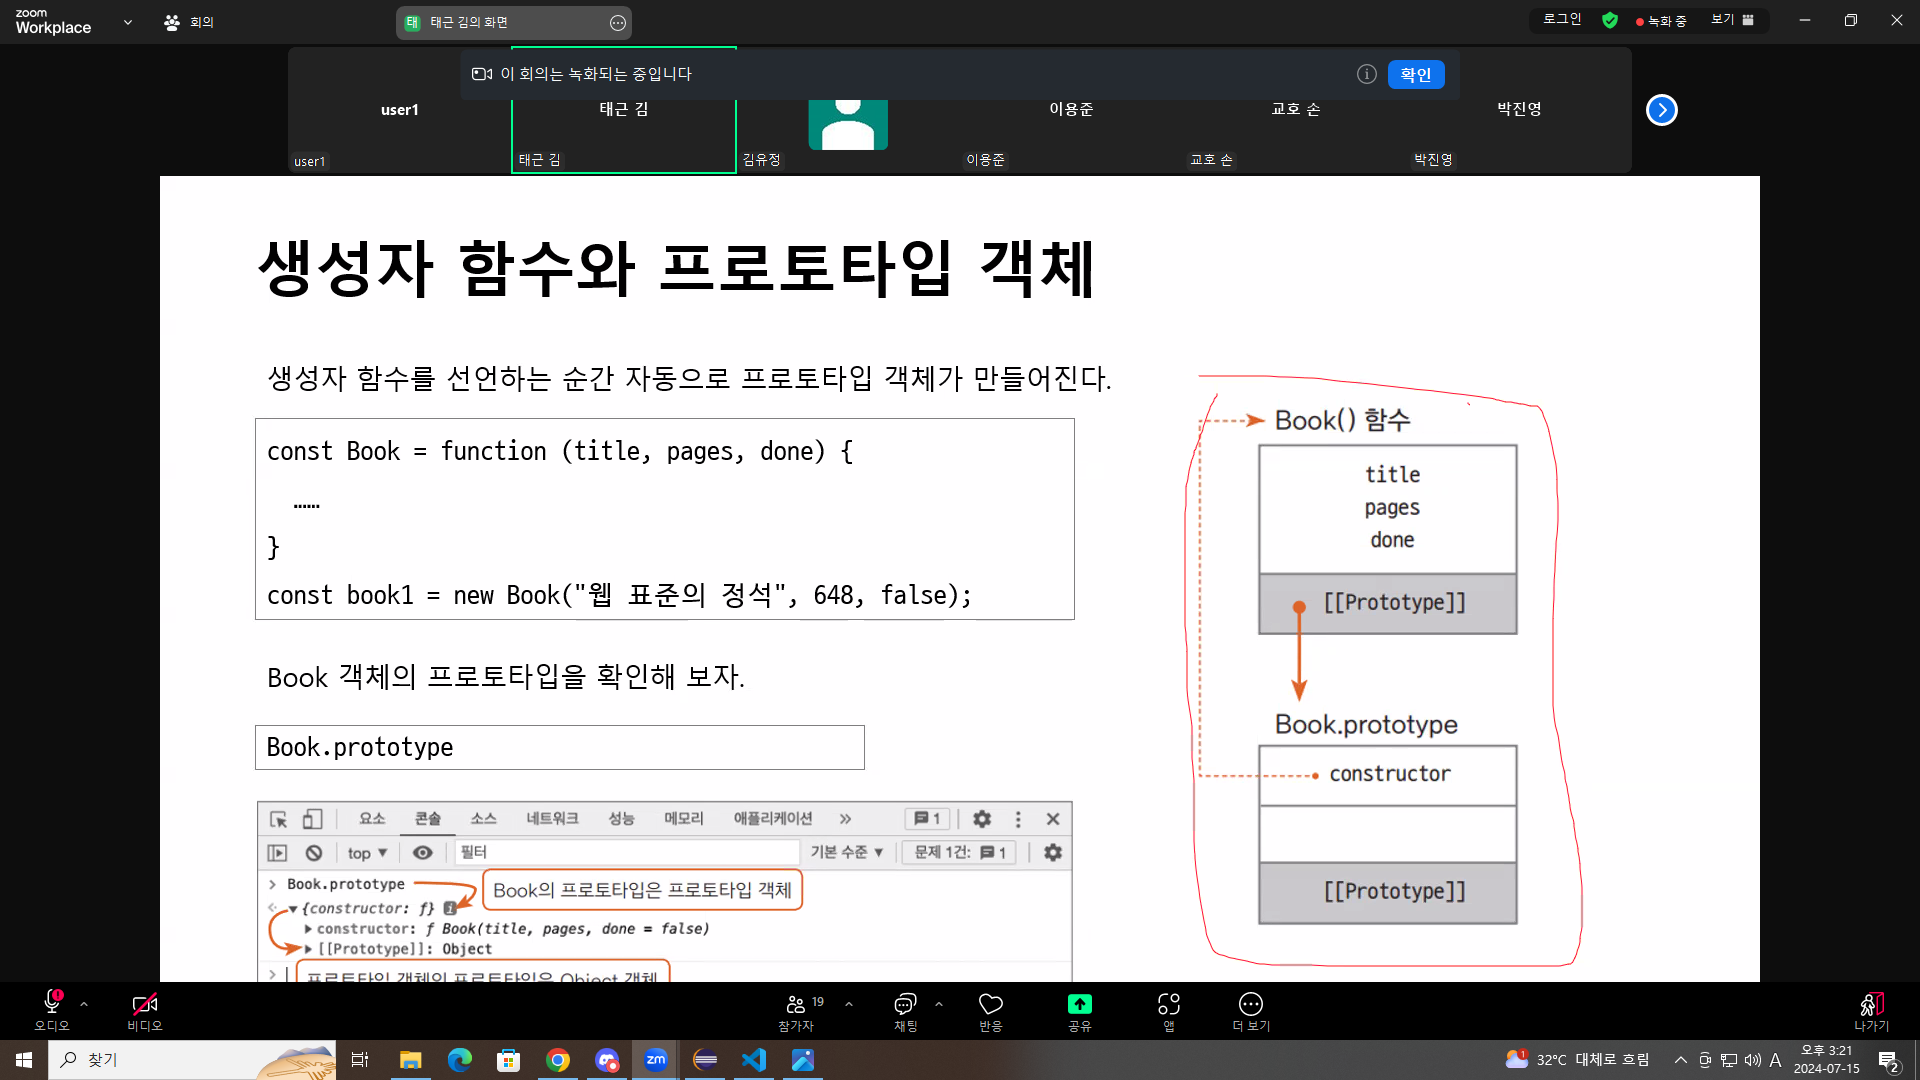 zoom
Workplace
회의
태 태근 김의 화면
로그인
녹화 중
보기
이 회의는 녹화되는 중입니다
확인
user1
태근 김
이용준
교호 손
박진영
user1
태근 김
김유정
이용준
교호 손
박진영
생성자 함수와 프로토타입 객체
생성자 함수를 선언하는 순간 자동으로 프로토타입 객체가 만들어진다.
const Book = function (title, pages, done) {
……
}
const book1 = new Book("웹 표준의 정석", 648, false);
Book 객체의 프로토타입을 확인해 보자.
Book.prototype
요소 콘솔 소스 네트워크 성능 메모리 애플리케이션 » 1
top ▼ 필터 기본 수준 ▼ 문제 1건: 1
> Book.prototype
Book의 프로토타입은 프로토타입 객체
{constructor: ƒ} i
constructor: ƒ Book(title, pages, done = false)
[[Prototype]]: Object
프로토타입 객체의 프로토타입은 Object 객체
Book() 함수
title
pages
done
[[Prototype]]
Book.prototype
constructor
[[Prototype]]
오디오
비디오
참가자
19
채팅
반응
공유
앱
더 보기
나가기
찾기
zm
32°C 대체로 흐림
A
오후 3:21
2024-07-15
2